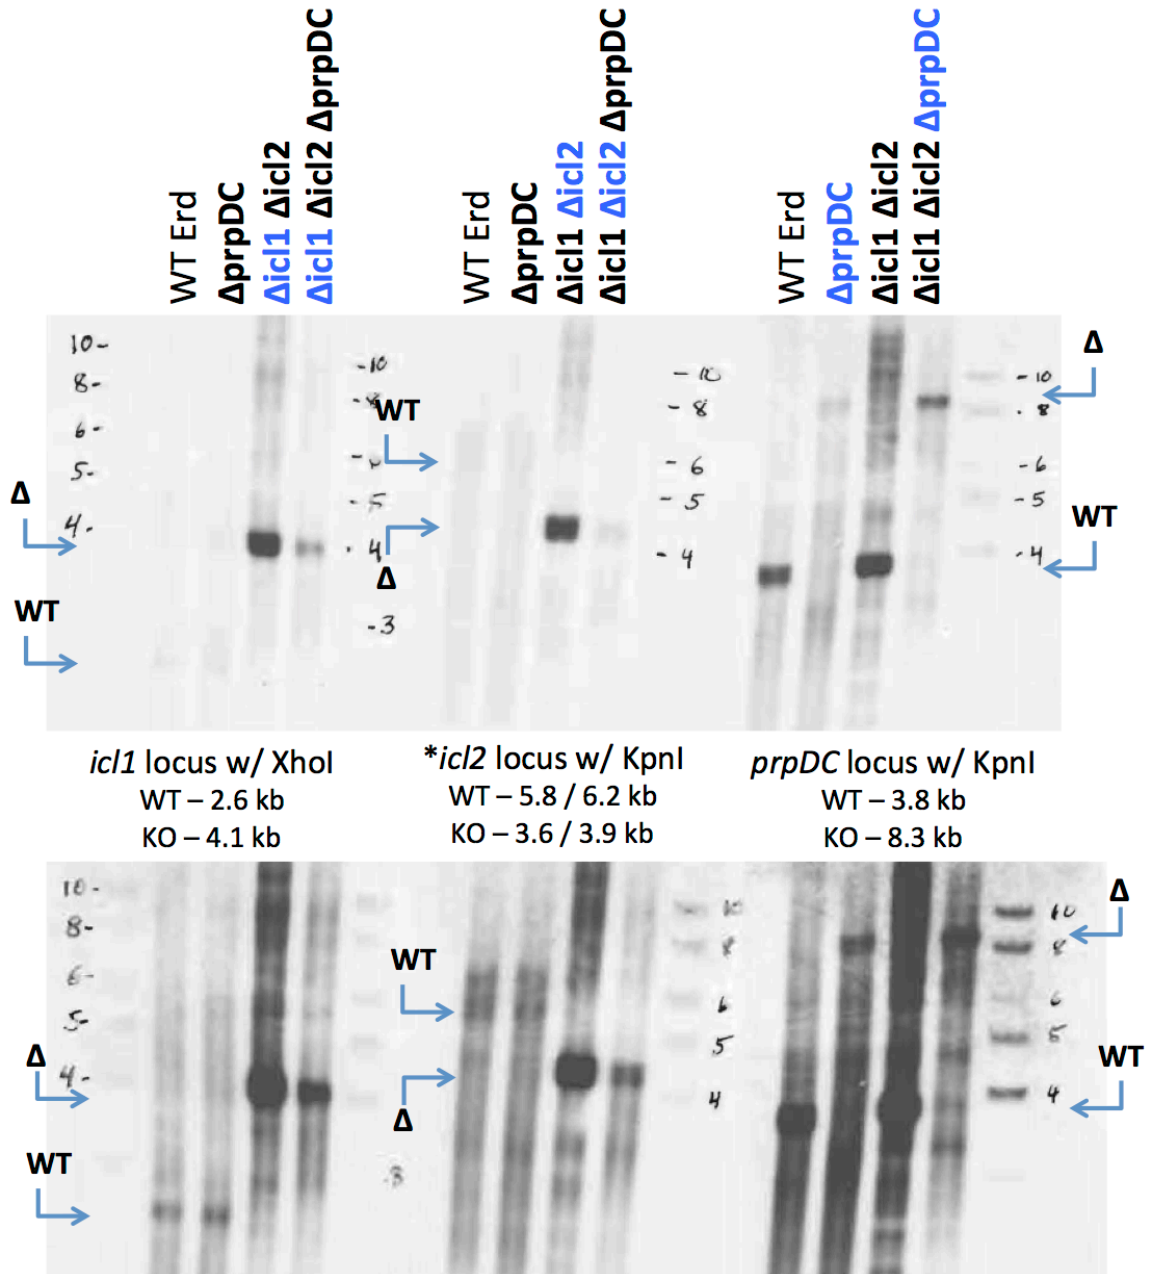 WT Erd
ΔprpDC
Δicl1 Δicl2
Δicl1 Δicl2 ΔprpDC
WT Erd
ΔprpDC
Δicl1 Δicl2
Δicl1 Δicl2 ΔprpDC
WT Erd
ΔprpDC
Δicl1 Δicl2
Δicl1 Δicl2 ΔprpDC
10-
8-
6-
5-
4-
Δ
WT
-10
-5
4
-3
WT
Δ
-10
-8
-6
-5
-4
-10
8
-6
-5
-4
Δ
WT
icl1 locus w/ XhoI
WT – 2.6 kb
KO – 4.1 kb
*icl2 locus w/ KpnI
WT – 5.8 / 6.2 kb
KO – 3.6 / 3.9 kb
prpDC locus w/ KpnI
WT – 3.8 kb
KO – 8.3 kb
10-
8-
6-
5-
4-
Δ
WT
3
WT
Δ
10
8
6
5
4
10
8
6
5
4
Δ
WT